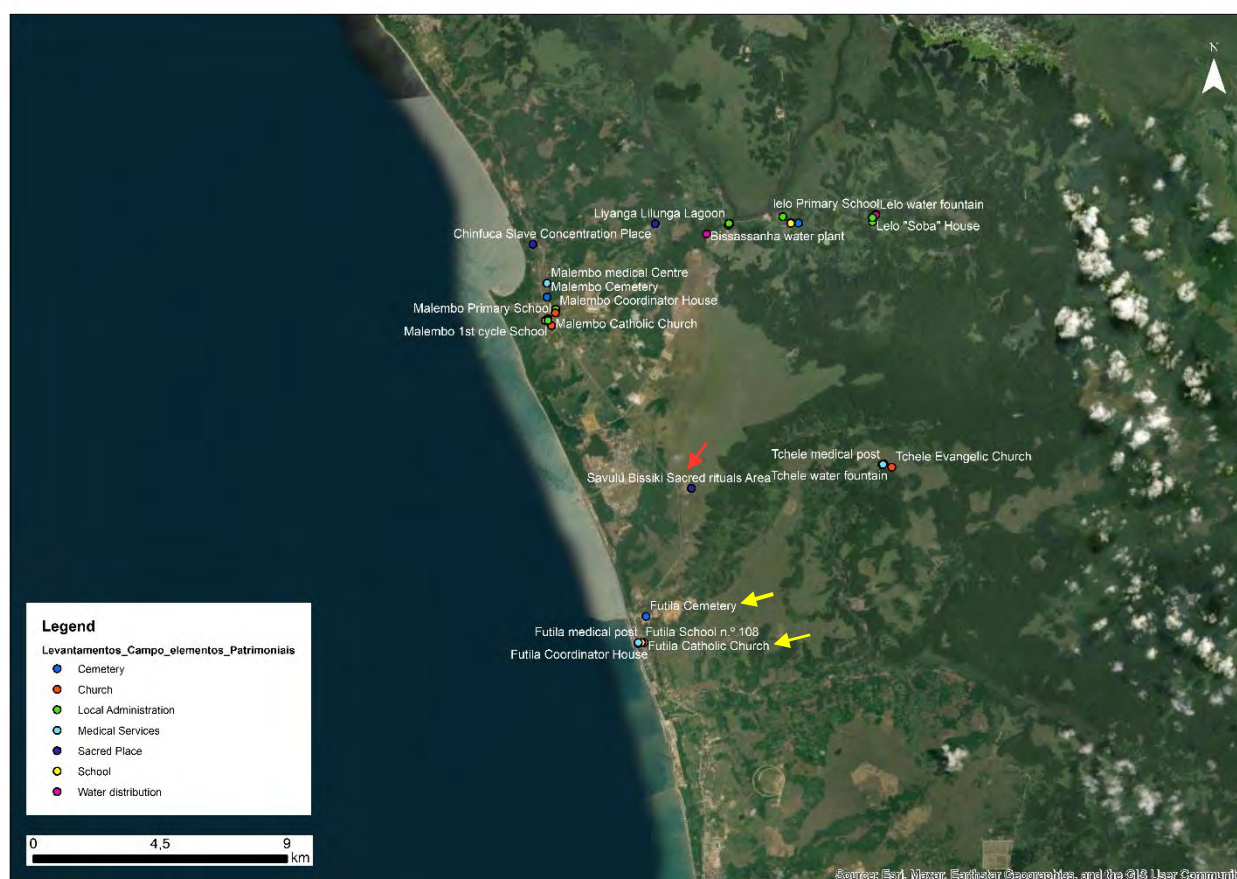 N
lelo Primary School
Lelo water fountain
Liyanga Lilunga Lagoon
Lelo "Soba" House
Chinfuca Slave Concentration Place
Bissassanha water plant
Malembo medical Centre
Malembo Cemetery
Malembo Coordinator House
Malembo Primary School
Malembo Catholic Church
Malembo 1st cycle School
Tchele medical post
Tchele Evangelic Church
Savulu Bissiki Sacred rituals Area
Tchele water fountain
Futila Cemetery
Futila medical post
Futila School n.º 108
Futila Catholic Church
Futila Coordinator House
Legend
Levantamentos_Campo_elementos_Patrimoniais
Cemetery
Church
Local Administration
Medical Services
Sacred Place
School
Water distribution
0 4,5 9
km
Source: Esri, Maxar, Earthstar Geographics, and the GIS User Communit